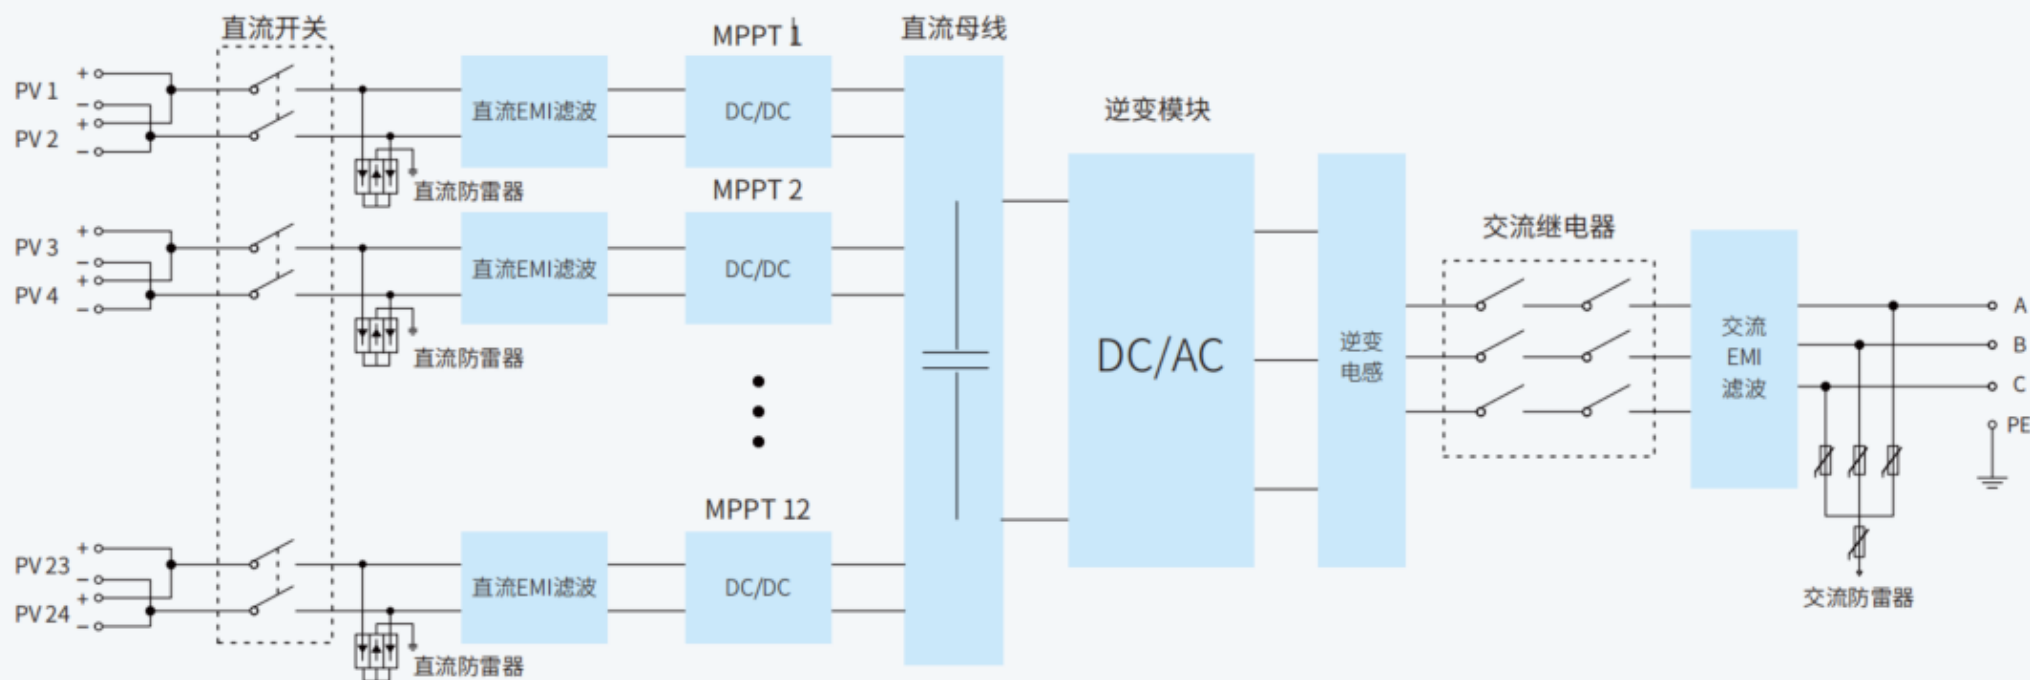 直流开关
MPPT 1
直流母线
PV 1
+
−
直流EMI滤波
DC/DC
逆变模块
PV 2
+
−
直流防雷器
MPPT 2
PV 3
+
−
直流EMI滤波
DC/DC
交流继电器
PV 4
+
−
直流防雷器
DC/AC
逆变
电感
交流
EMI
滤波
A
B
C
PE
MPPT 12
PV 23
+
−
直流EMI滤波
DC/DC
PV 24
+
−
直流防雷器
交流防雷器